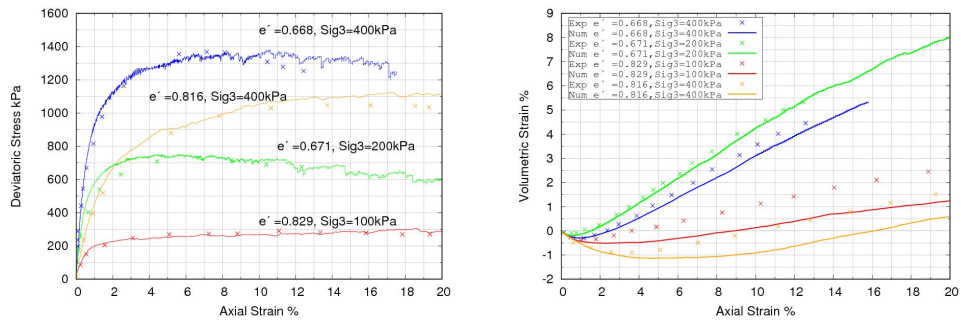 1600
1400
1200
1000
800
600
400
200
0
0 2 4 6 8 10 12 14 16 18 20
Deviatoric Stress kPa
Axial Strain %
e´=0.668, Sig3=400kPa
e´=0.816, Sig3=400kPa
e´=0.671, Sig3=200kPa
e´=0.829, Sig3=100kPa
9
8
7
6
5
4
3
2
1
0
-1
-2
0 2 4 6 8 10 12 14 16 18 20
Volumetric Strain %
Axial Strain %
Exp e´ =0.668,Sig3=400kPa
Num e´ =0.668,Sig3=400kPa
Exp e´ =0.671,Sig3=200kPa
Num e´ =0.671,Sig3=200kPa
Exp e´ =0.829,Sig3=100kPa
Num e´ =0.829,Sig3=100kPa
Exp e´ =0.816,Sig3=400kPa
Num e´ =0.816,Sig3=400kPa